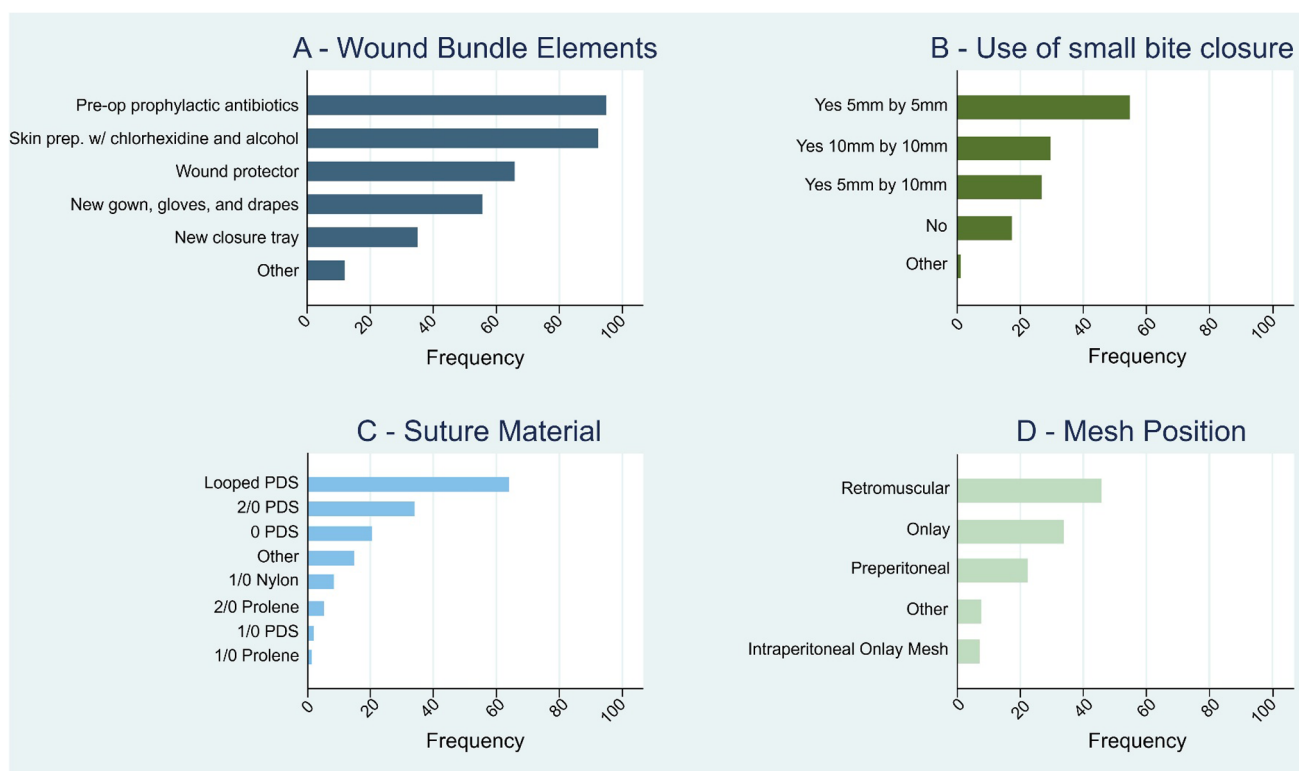 A - Wound Bundle Elements
Pre-op prophylactic antibiotics
Skin prep. w/ chlorhexidine and alcohol
Wound protector
New gown, gloves, and drapes
New closure tray
Other
0 20 40 60 80 100
Frequency
B - Use of small bite closure
Yes 5mm by 5mm
Yes 10mm by 10mm
Yes 5mm by 10mm
No
Other
0 20 40 60 80 100
Frequency
C - Suture Material
Looped PDS
2/0 PDS
0 PDS
Other
1/0 Nylon
2/0 Prolene
1/0 PDS
1/0 Prolene
0 20 40 60 80 100
Frequency
D - Mesh Position
Retromuscular
Onlay
Preperitoneal
Other
Intraperitoneal Onlay Mesh
0 20 40 60 80 100
Frequency